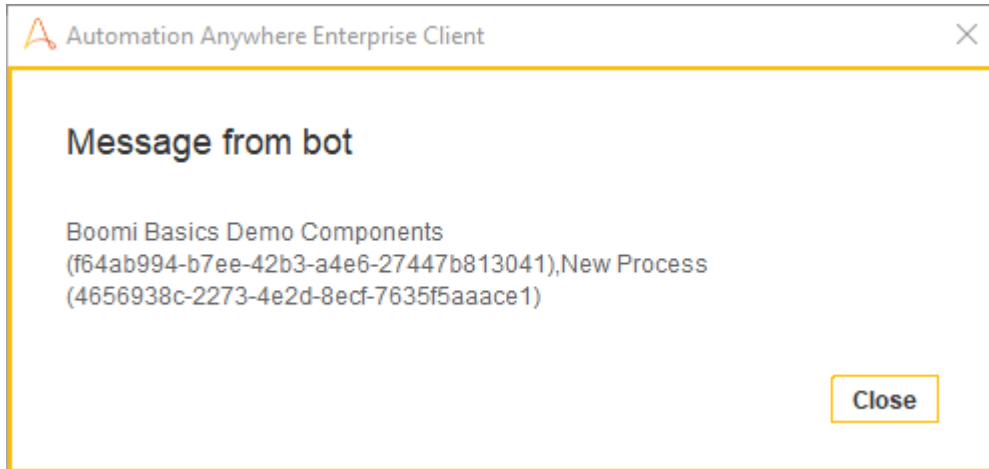 Automation Anywhere Enterprise Client
Message from bot
Boomi Basics Demo Components
(f64ab994-b7ee-42b3-a4e6-27447b813041),New Process
(4656938c-2273-4e2d-8ecf-7635f5aaace1)
Close